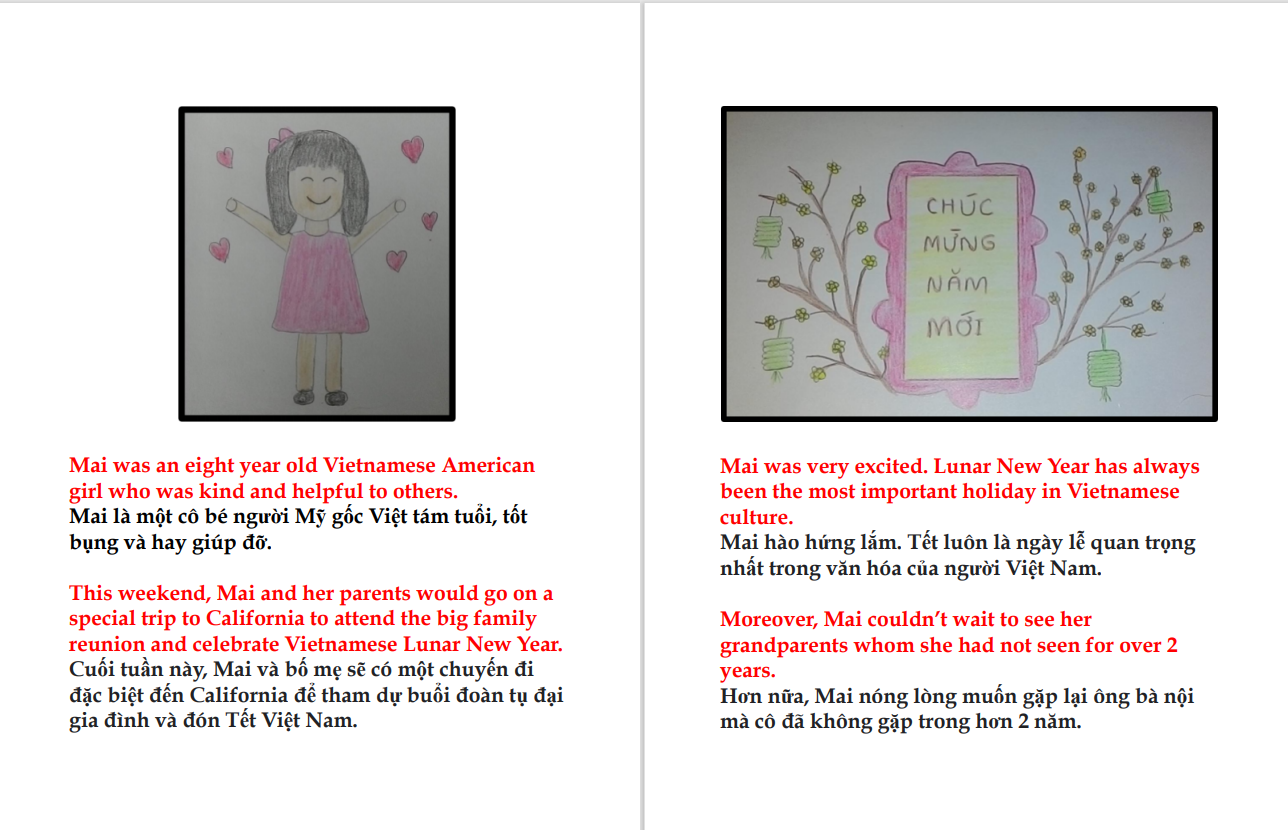 Mai was an eight year old Vietnamese American
girl who was kind and helpful to others.
Mai là một cô bé người Mỹ gốc Việt tám tuổi, tốt
bụng và hay giúp đỡ.
This weekend, Mai and her parents would go on a
special trip to California to attend the big family
reunion and celebrate Vietnamese Lunar New Year.
Cuối tuần này, Mai và bố mẹ sẽ có một chuyến đi
đặc biệt đến California để tham dự buổi đoàn tụ đại
gia đình và đón Tết Việt Nam.
CHÚC
MỪNG
NĂM
MỚI
Mai was very excited. Lunar New Year has always
been the most important holiday in Vietnamese
culture.
Mai hào hứng lắm. Tết luôn là ngày lễ quan trọng
nhất trong văn hóa của người Việt Nam.
Moreover, Mai couldn’t wait to see her
grandparents whom she had not seen for over 2
years.
Hơn nữa, Mai nóng lòng muốn gặp lại ông bà nội
mà cô đã không gặp trong hơn 2 năm.